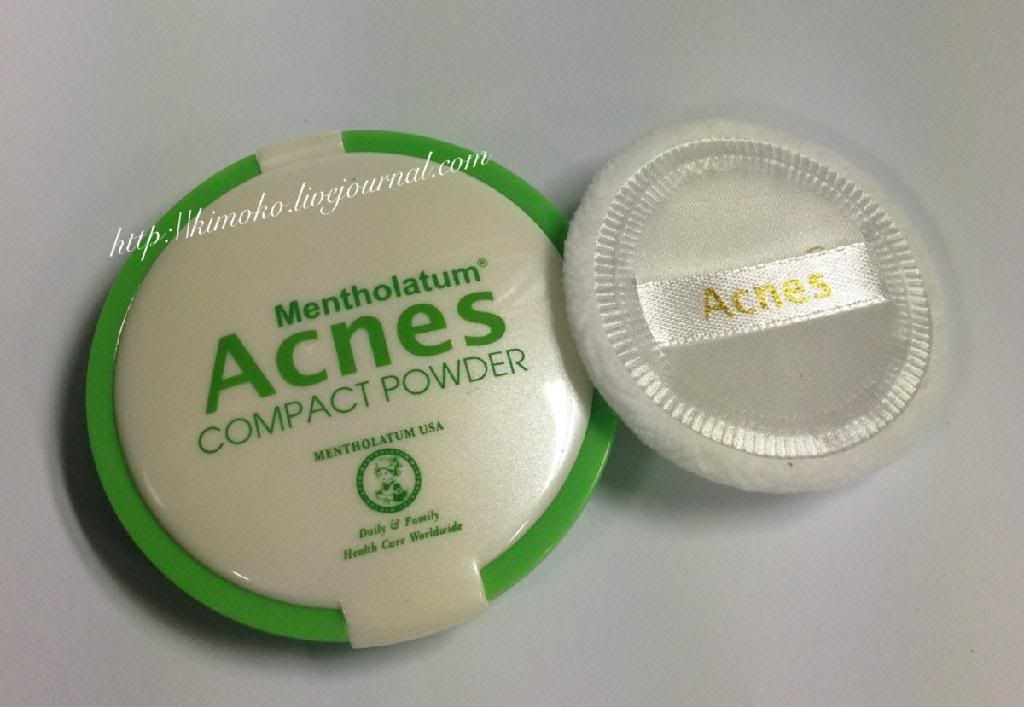 http://kimoko.livejournal.com
Mentholatum®
Acnes
COMPACT POWDER
MENTHOLATUM USA
Daily & Family
Health Care Worldwide
Acnes